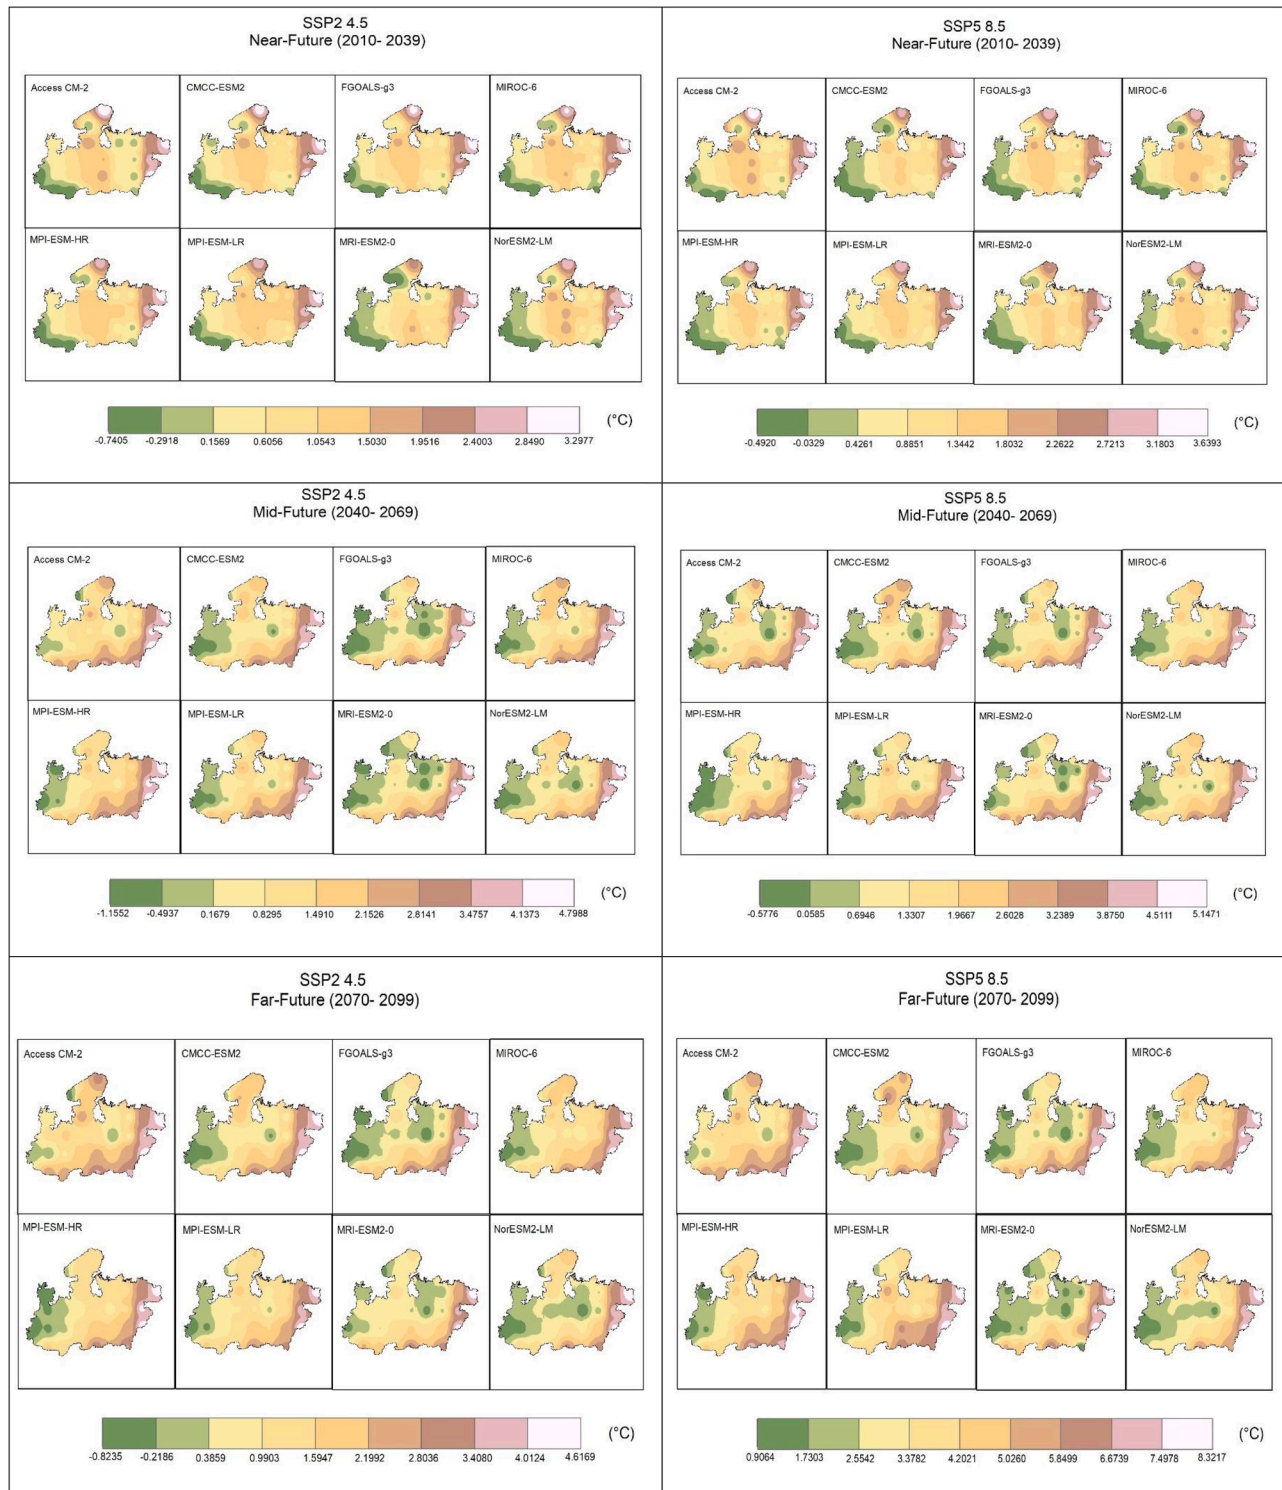 SSP2 4.5
Near-Future (2010- 2039)
Access CM-2
CMCC-ESM2
FGOALS-g3
MIROC-6
MPI-ESM-HR
MPI-ESM-LR
MRI-ESM2-0
NorESM2-LM
(°C)
-0.7405 -0.2918 0.1569 0.6056 1.0543 1.5030 1.9516 2.4003 2.8490 3.2977
SSP5 8.5
Near-Future (2010- 2039)
Access CM-2
CMCC-ESM2
FGOALS-g3
MIROC-6
MPI-ESM-HR
MPI-ESM-LR
MRI-ESM2-0
NorESM2-LM
(°C)
-0.4920 -0.0329 0.4261 0.8851 1.3442 1.8032 2.2622 2.7213 3.1803 3.6393
SSP2 4.5
Mid-Future (2040- 2069)
Access CM-2
CMCC-ESM2
FGOALS-g3
MIROC-6
MPI-ESM-HR
MPI-ESM-LR
MRI-ESM2-0
NorESM2-LM
(°C)
-1.1552 -0.4937 0.1679 0.8295 1.4910 2.1526 2.8141 3.4757 4.1373 4.7988
SSP5 8.5
Mid-Future (2040- 2069)
Access CM-2
CMCC-ESM2
FGOALS-g3
MIROC-6
MPI-ESM-HR
MPI-ESM-LR
MRI-ESM2-0
NorESM2-LM
(°C)
-0.5776 0.0585 0.6946 1.3307 1.9667 2.6028 3.2389 3.8750 4.5111 5.1471
SSP2 4.5
Far-Future (2070- 2099)
Access CM-2
CMCC-ESM2
FGOALS-g3
MIROC-6
MPI-ESM-HR
MPI-ESM-LR
MRI-ESM2-0
NorESM2-LM
(°C)
-0.8235 -0.2186 0.3859 0.9903 1.5947 2.1992 2.8036 3.4080 4.0124 4.6169
SSP5 8.5
Far-Future (2070- 2099)
Access CM-2
CMCC-ESM2
FGOALS-g3
MIROC-6
MPI-ESM-HR
MPI-ESM-LR
MRI-ESM2-0
NorESM2-LM
(°C)
0.9064 1.7303 2.5542 3.3782 4.2021 5.0260 5.8499 6.6739 7.4978 8.3217